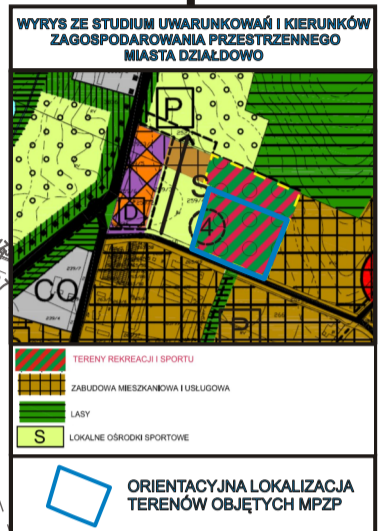 WYRYS ZE STUDIUM UWARUNKOWAŃ I KIERUNKÓW
ZAGOSPODAROWANIA PRZESTRZENNEGO
MIASTA DZIAŁDOWO
P
S
D
4
CO
P
TERENY REKREACJI I SPORTU
ZABUDOWA MIESZKANIOWA I USŁUGOWA
LASY
S LOKALNE OŚRODKI SPORTOWE
ORIENTACYJNA LOKALIZACJA
TERENÓW OBJĘTYCH MPZP